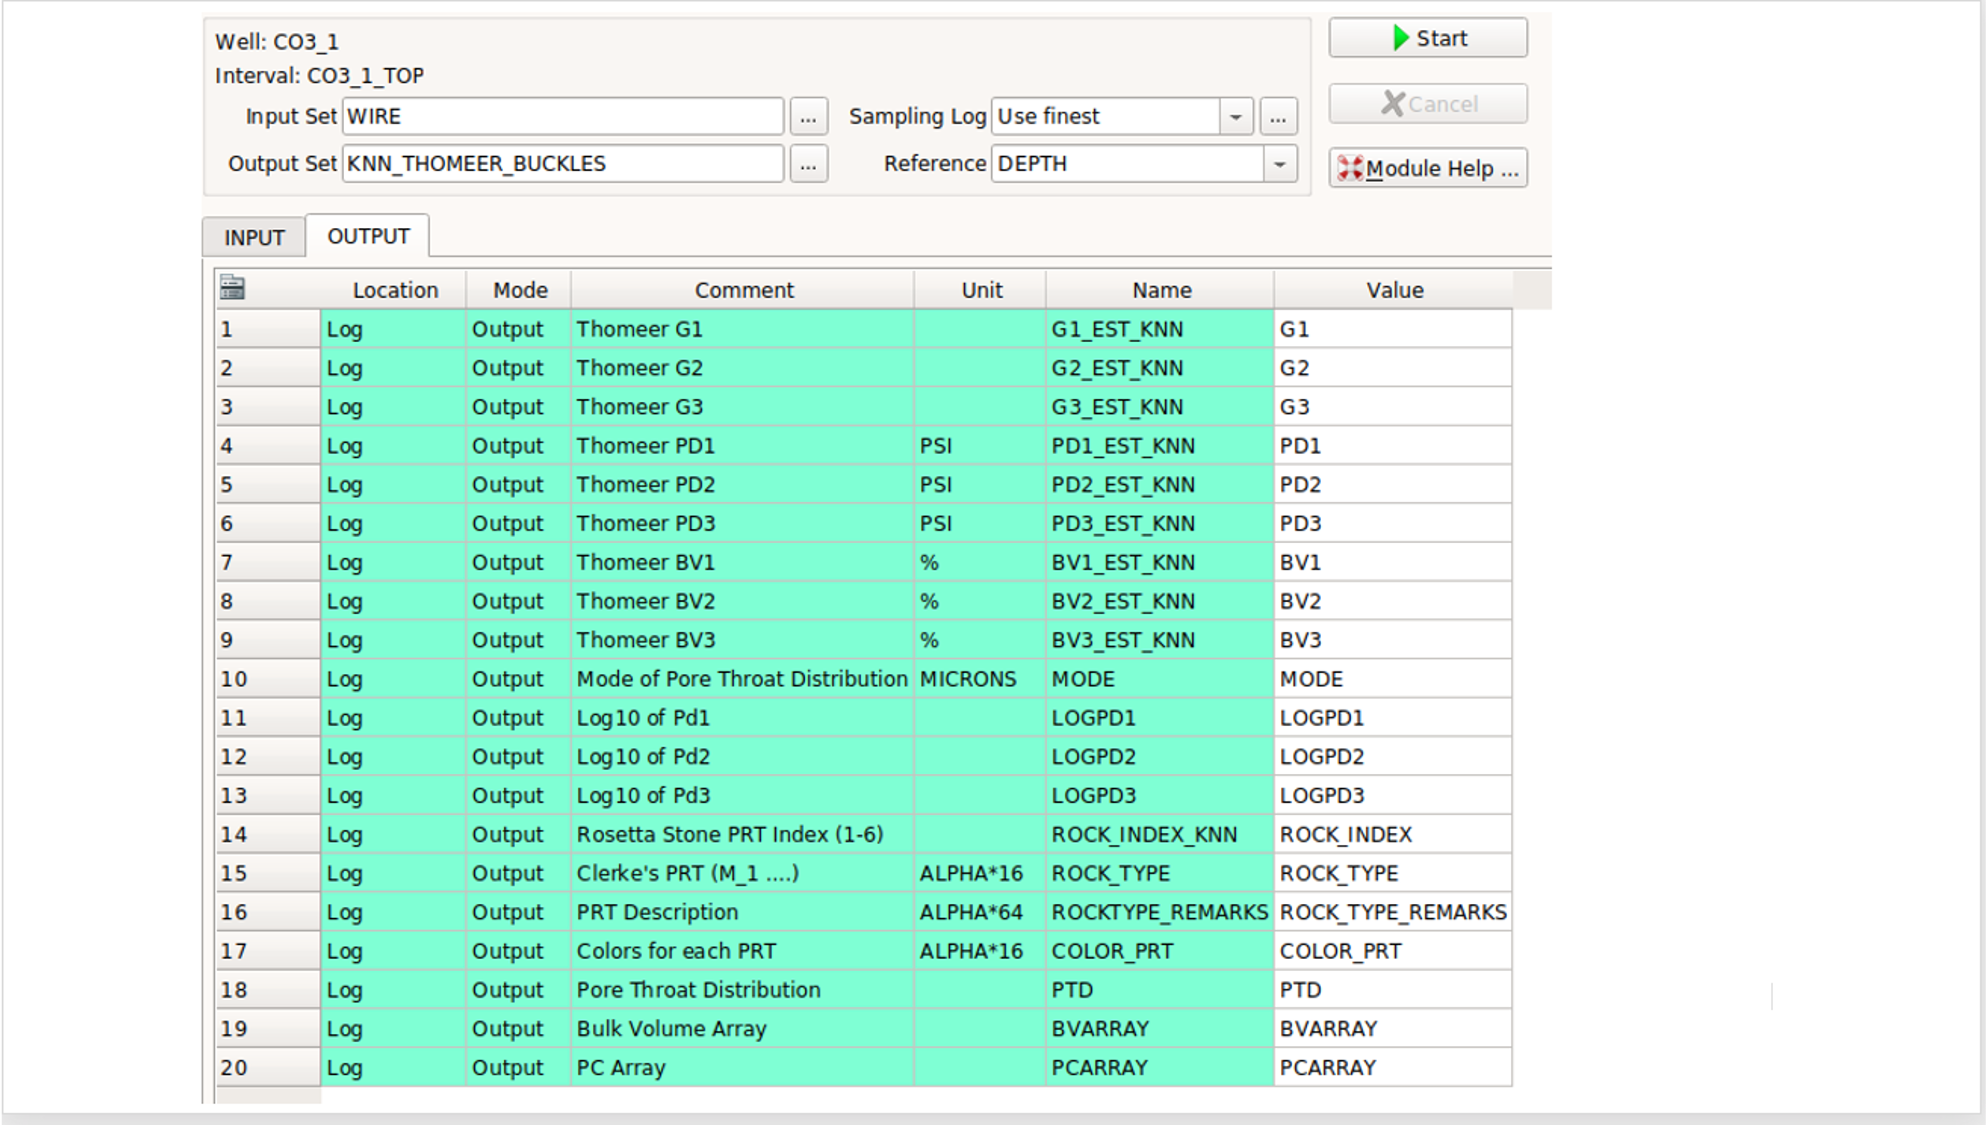 Well: CO3_1
Interval: CO3_1_TOP
Input Set WIRE ... Sampling Log Use finest ...
Output Set KNN_THOMEER_BUCKLES ... Reference DEPTH
Start
Cancel
Module Help ...
INPUT OUTPUT
Location Mode Comment Unit Name Value
1 Log Output Thomeer G1 G1_EST_KNN G1
2 Log Output Thomeer G2 G2_EST_KNN G2
3 Log Output Thomeer G3 G3_EST_KNN G3
4 Log Output Thomeer PD1 PSI PD1_EST_KNN PD1
5 Log Output Thomeer PD2 PSI PD2_EST_KNN PD2
6 Log Output Thomeer PD3 PSI PD3_EST_KNN PD3
7 Log Output Thomeer BV1 % BV1_EST_KNN BV1
8 Log Output Thomeer BV2 % BV2_EST_KNN BV2
9 Log Output Thomeer BV3 % BV3_EST_KNN BV3
10 Log Output Mode of Pore Throat Distribution MICRONS MODE MODE
11 Log Output Log10 of Pd1 LOGPD1 LOGPD1
12 Log Output Log10 of Pd2 LOGPD2 LOGPD2
13 Log Output Log10 of Pd3 LOGPD3 LOGPD3
14 Log Output Rosetta Stone PRT Index (1-6) ROCK_INDEX_KNN ROCK_INDEX
15 Log Output Clerke's PRT (M_1 ....) ALPHA*16 ROCK_TYPE ROCK_TYPE
16 Log Output PRT Description ALPHA*64 ROCKTYPE_REMARKS ROCK_TYPE_REMARKS
17 Log Output Colors for each PRT ALPHA*16 COLOR_PRT COLOR_PRT
18 Log Output Pore Throat Distribution PTD PTD
19 Log Output Bulk Volume Array BVARRAY BVARRAY
20 Log Output PC Array PCARRAY PCARRAY